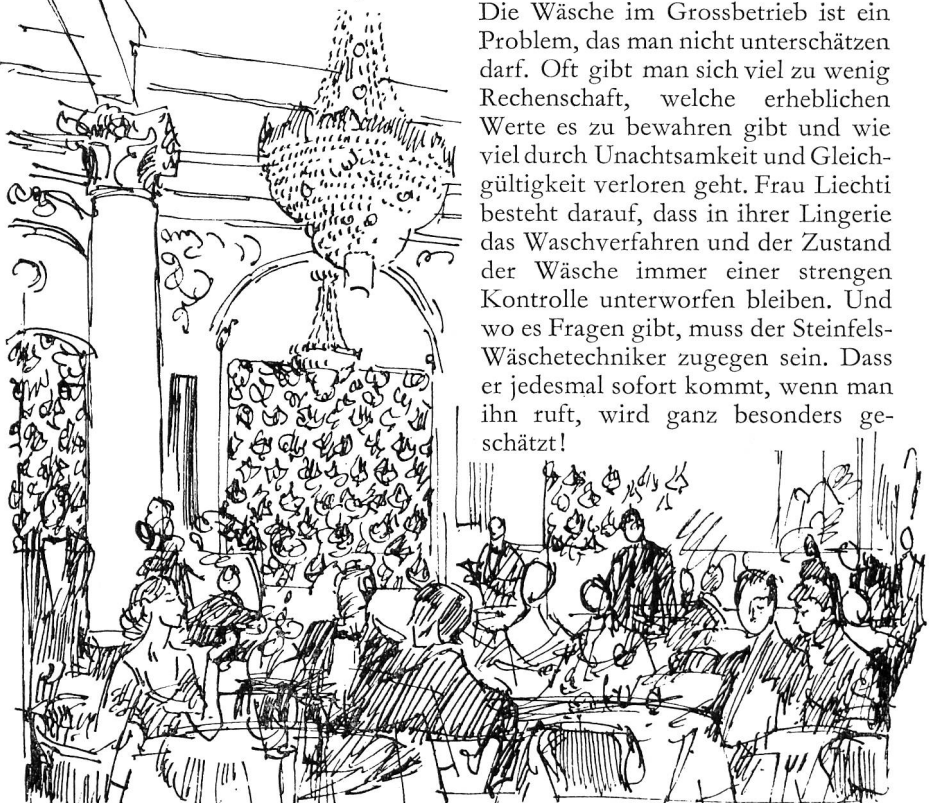 Die Wäsche im Grossbetrieb ist ein
Problem, das man nicht unterschätzen
darf. Oft gibt man sich viel zu wenig
Rechenschaft, welche erheblichen
Werte es zu bewahren gibt und wie
viel durch Unachtsamkeit und Gleich-
gültigkeit verloren geht. Frau Liechti
besteht darauf, dass in ihrer Lingerie
das Waschverfahren und der Zustand
der Wäsche immer einer strengen
Kontrolle unterworfen bleiben. Und
wo es Fragen gibt, muss der Steinfels-
Wäschetechniker zugegen sein. Dass
er jedesmal sofort kommt, wenn man
ihn ruft, wird ganz besonders ge-
schätzt!